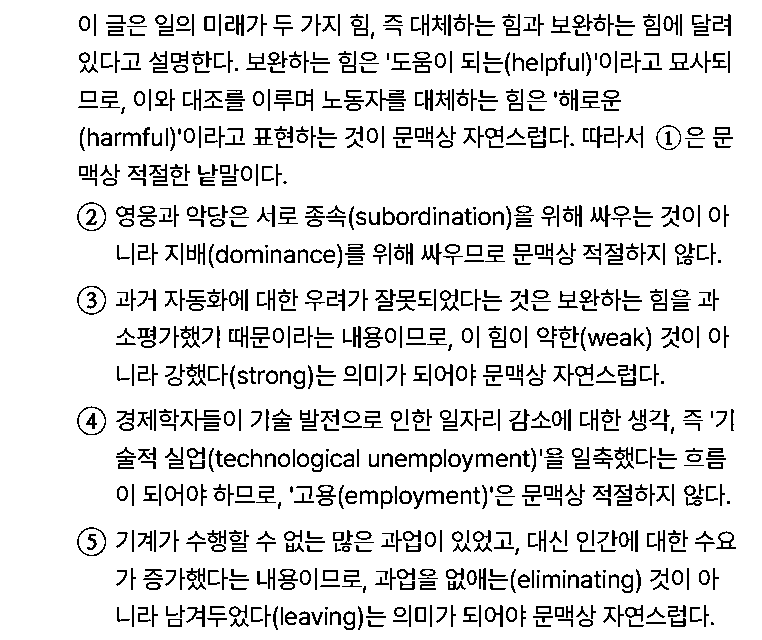 이 글은 일의 미래가 두 가지 힘, 즉 대체하는 힘과 보완하는 힘에 달려
있다고 설명한다. 보완하는 힘은 '도움이 되는(helpful)'이라고 묘사되
므로, 이와 대조를 이루며 노동자를 대체하는 힘은 '해로운
(harmful)'이라고 표현하는 것이 문맥상 자연스럽다. 따라서 ①은 문
맥상 적절한 낱말이다.
② 영웅과 악당은 서로 종속(subordination)을 위해 싸우는 것이 아
니라 지배(dominance)를 위해 싸우므로 문맥상 적절하지 않다.
③ 과거 자동화에 대한 우려가 잘못되었다는 것은 보완하는 힘을 과
소평가했기 때문이라는 내용이므로, 이 힘이 약한(weak) 것이 아
니라 강했다(strong)는 의미가 되어야 문맥상 자연스럽다.
④ 경제학자들이 기술 발전으로 인한 일자리 감소에 대한 생각, 즉 '기
술적 실업(technological unemployment)'을 일축했다는 흐름
이 되어야 하므로, '고용(employment)'은 문맥상 적절하지 않다.
⑤ 기계가 수행할 수 없는 많은 과업이 있었고, 대신 인간에 대한 수요
가 증가했다는 내용이므로, 과업을 없애는(eliminating) 것이 아
니라 남겨두었다(leaving)는 의미가 되어야 문맥상 자연스럽다.